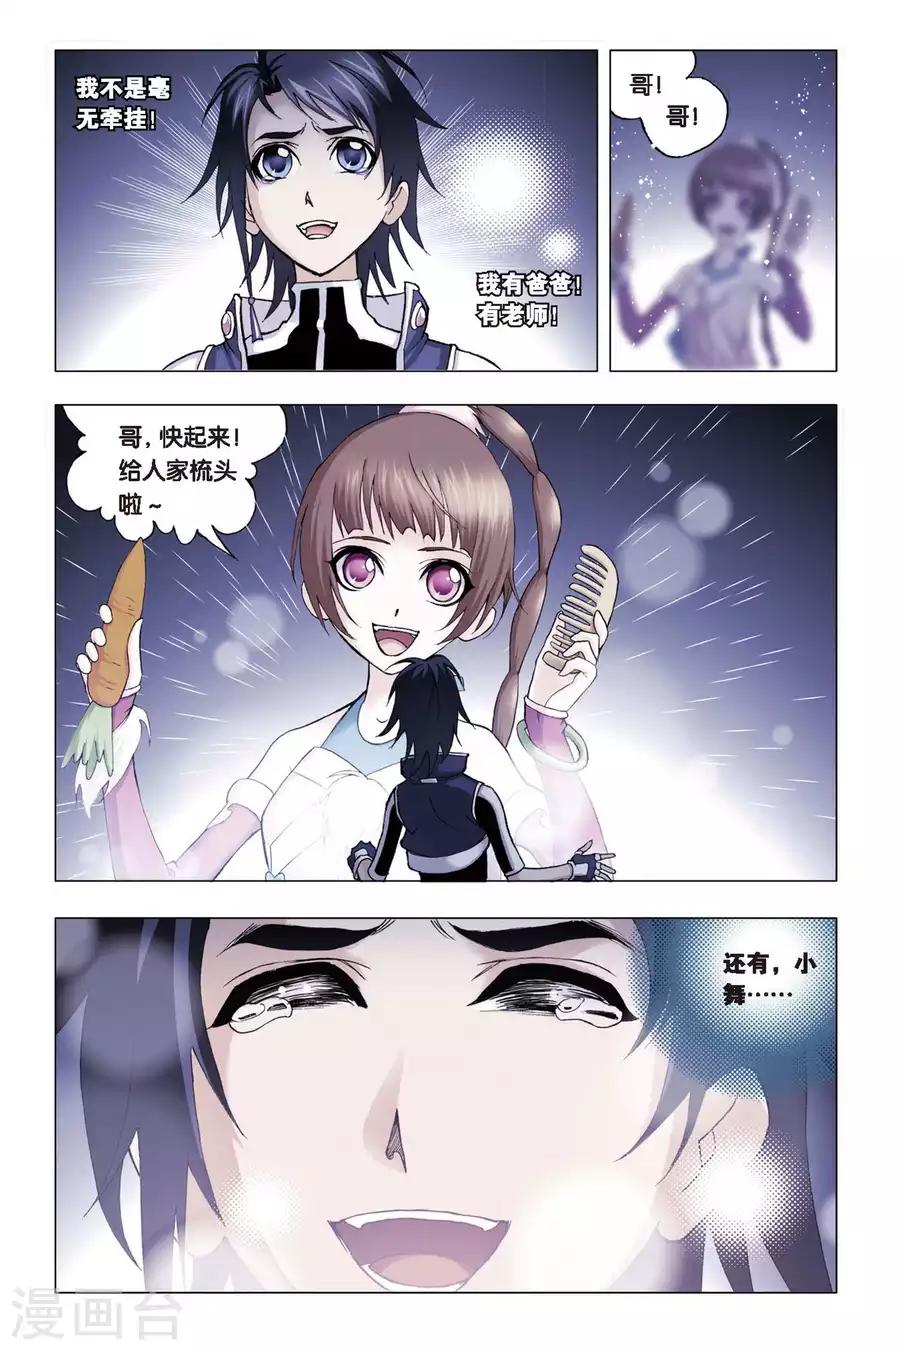 我不是毫
无牵挂！
我有爸爸！
有老师！
哥！
哥！
哥，快起来！
给人家梳头
啦～
还有，小
舞……
漫画台